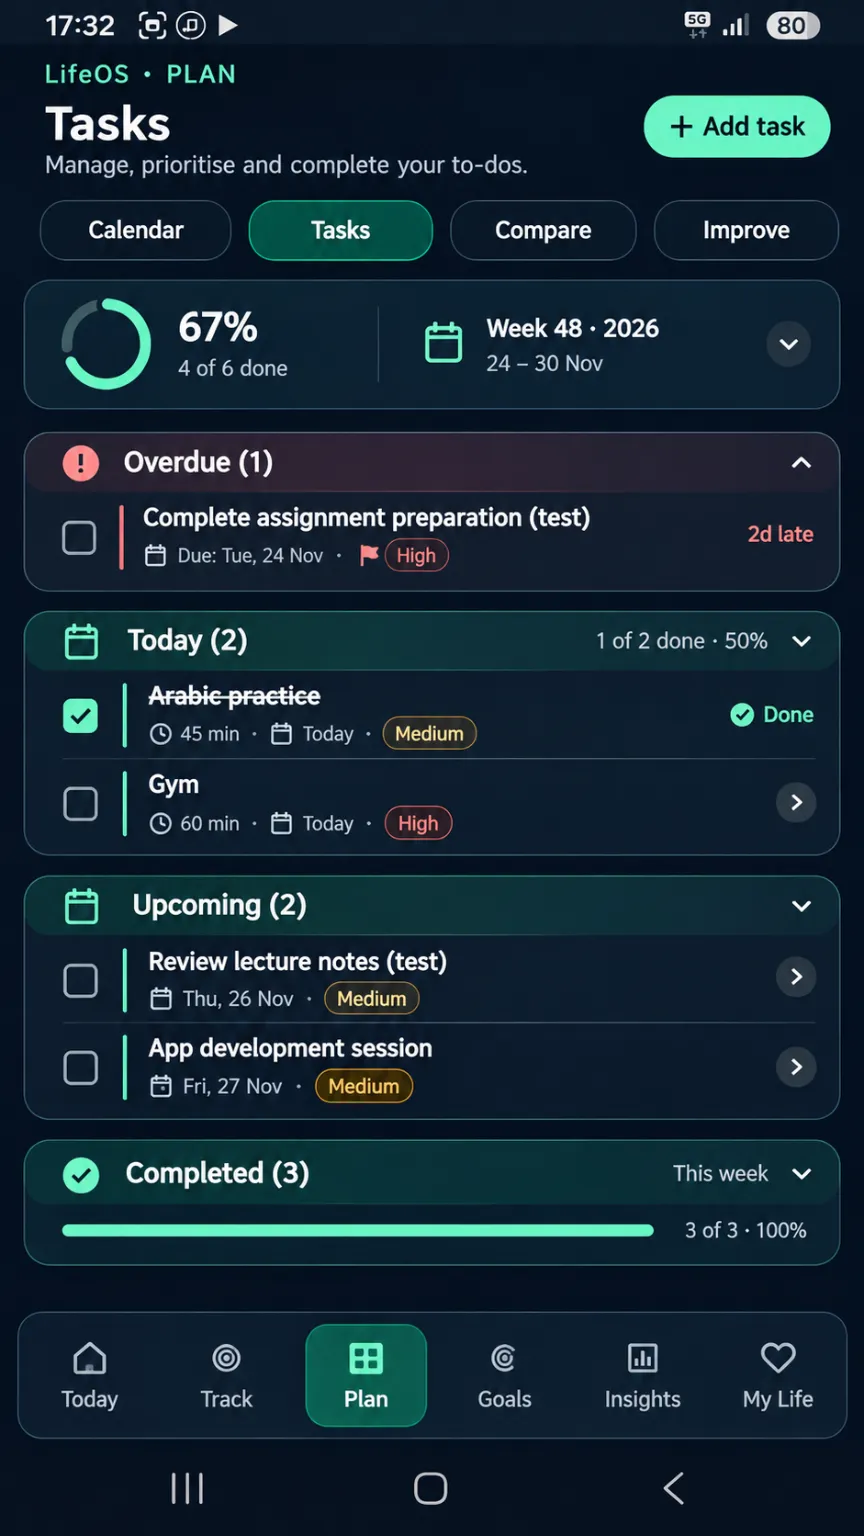 17:32
5G
80
LifeOS • PLAN
Tasks
+ Add task
Manage, prioritise and complete your to-dos.
Calendar
Tasks
Compare
Improve
67%
4 of 6 done
Week 48 · 2026
24 – 30 Nov
Overdue (1)
Complete assignment preparation (test)
Due: Tue, 24 Nov · High
2d late
Today (2)
1 of 2 done · 50%
Arabic practice
45 min · Today · Medium
Done
Gym
60 min · Today · High
Upcoming (2)
Review lecture notes (test)
Thu, 26 Nov · Medium
App development session
Fri, 27 Nov · Medium
Completed (3)
This week
3 of 3 · 100%
Today
Track
Plan
Goals
Insights
My Life